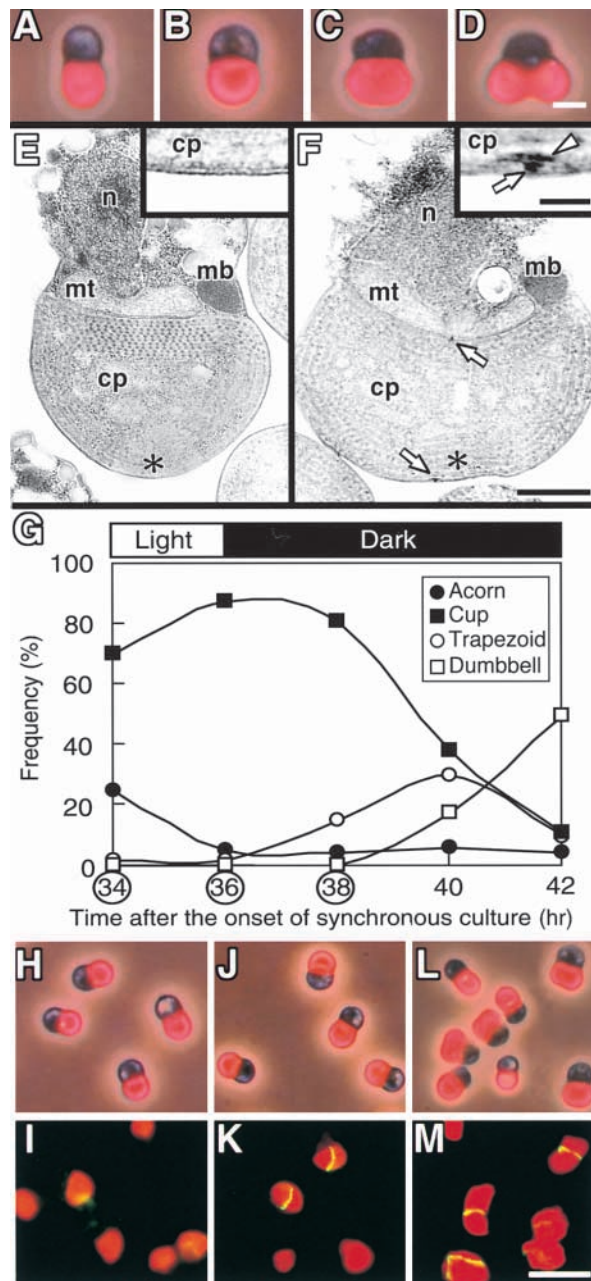 A B C D
E cp n mt mb cp *
F cp n mt mb cp *
G Light Dark
100
80
60
40
20
0
Frequency (%)
Acorn
Cup
Trapezoid
Dumbbell
34 36 38 40 42
Time after the onset of synchronous culture (hr)
H J L
I K M